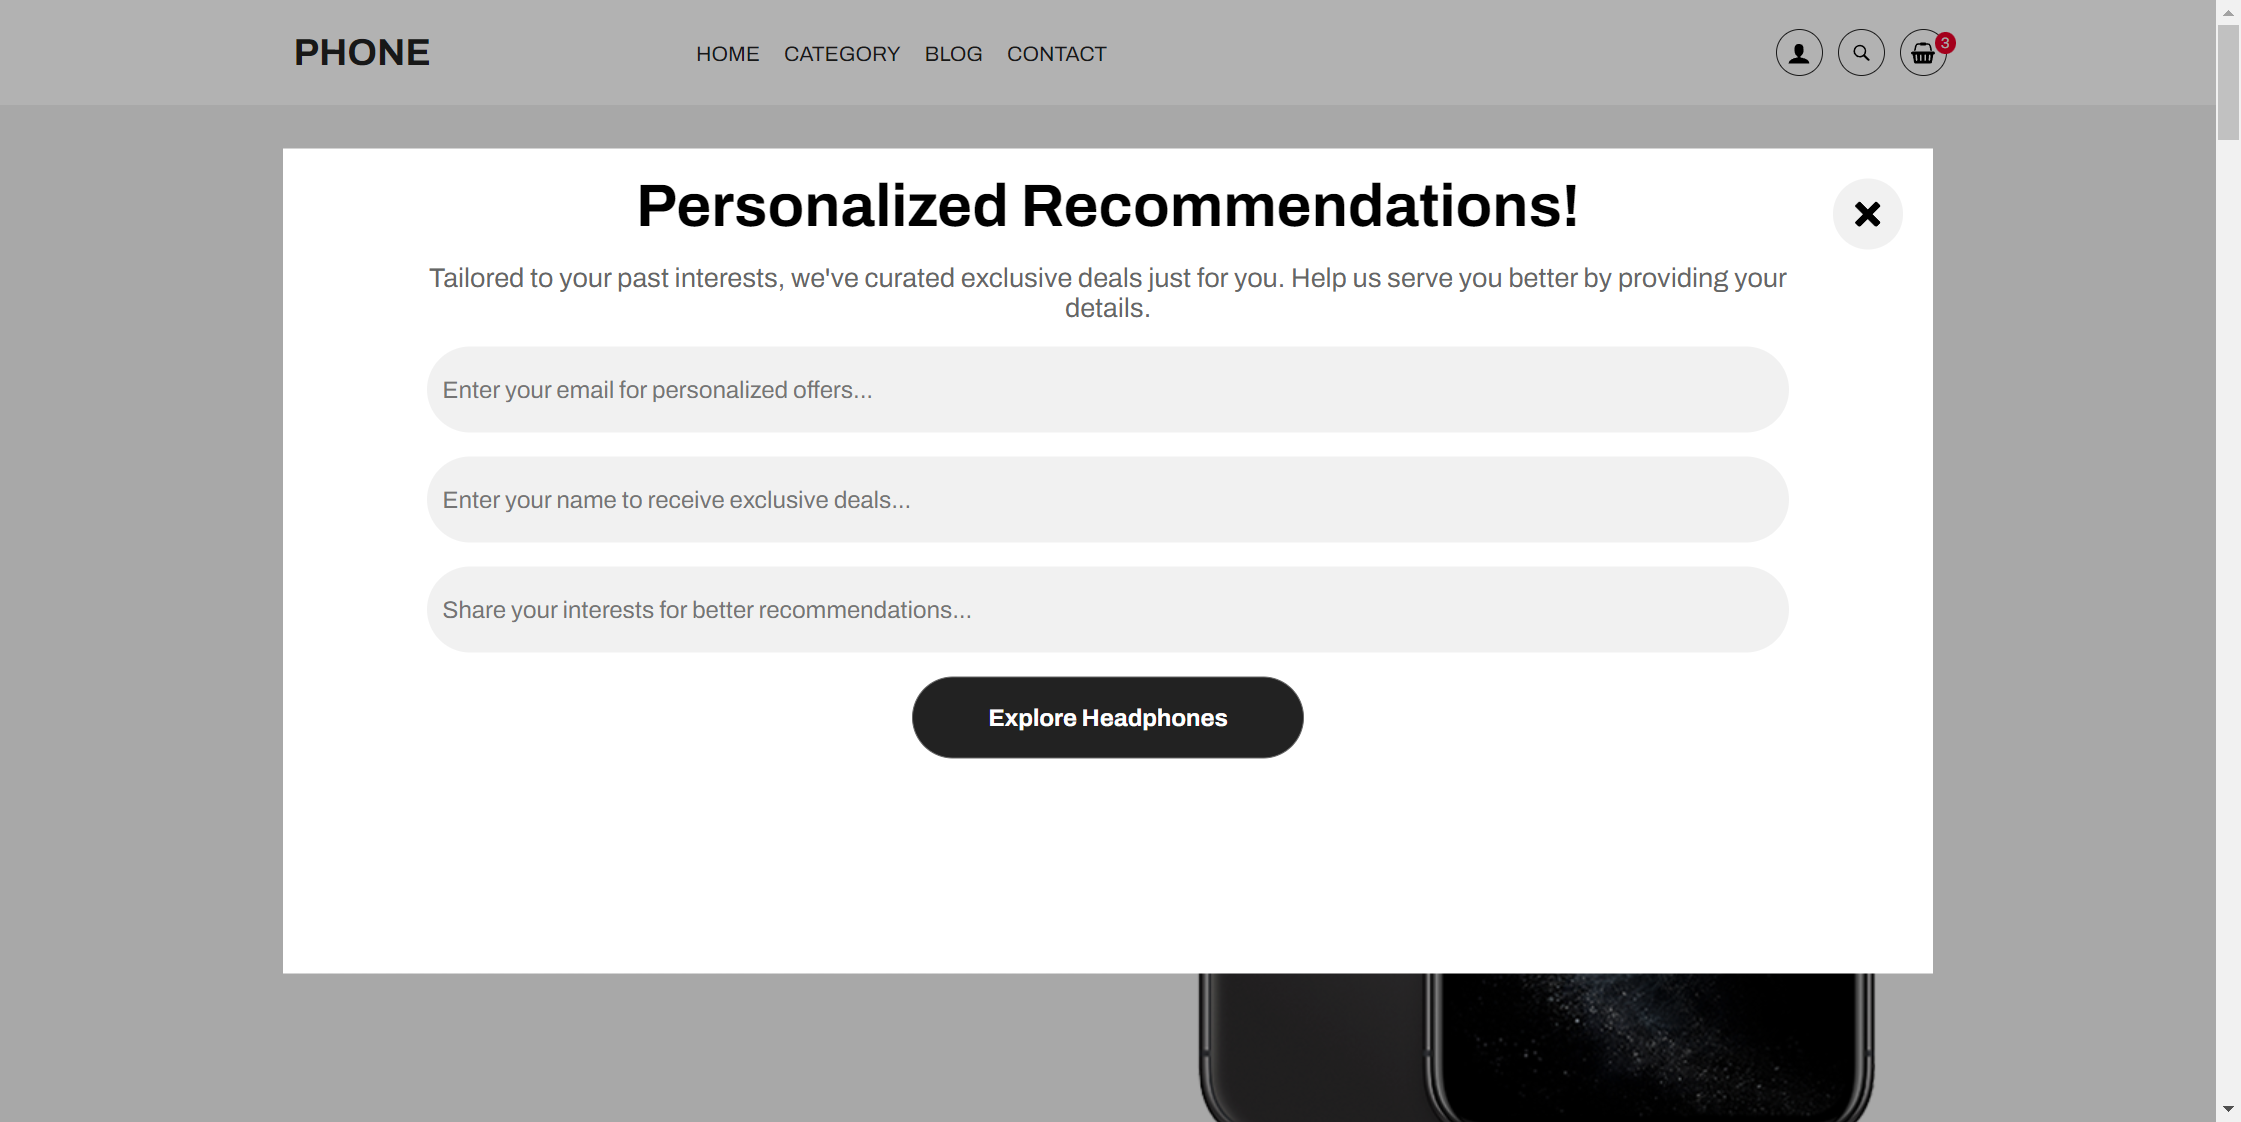 PHONE
HOME CATEGORY BLOG CONTACT
3
Personalized Recommendations!
Tailored to your past interests, we've curated exclusive deals just for you. Help us serve you better by providing your
details.
Enter your email for personalized offers...
Enter your name to receive exclusive deals...
Share your interests for better recommendations...
Explore Headphones